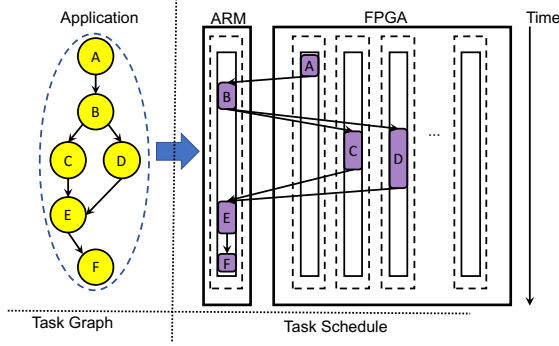 Application
ARM
FPGA
Time
A
B
C
D
E
F
A
B
C
D
...
E
F
Task Graph
Task Schedule